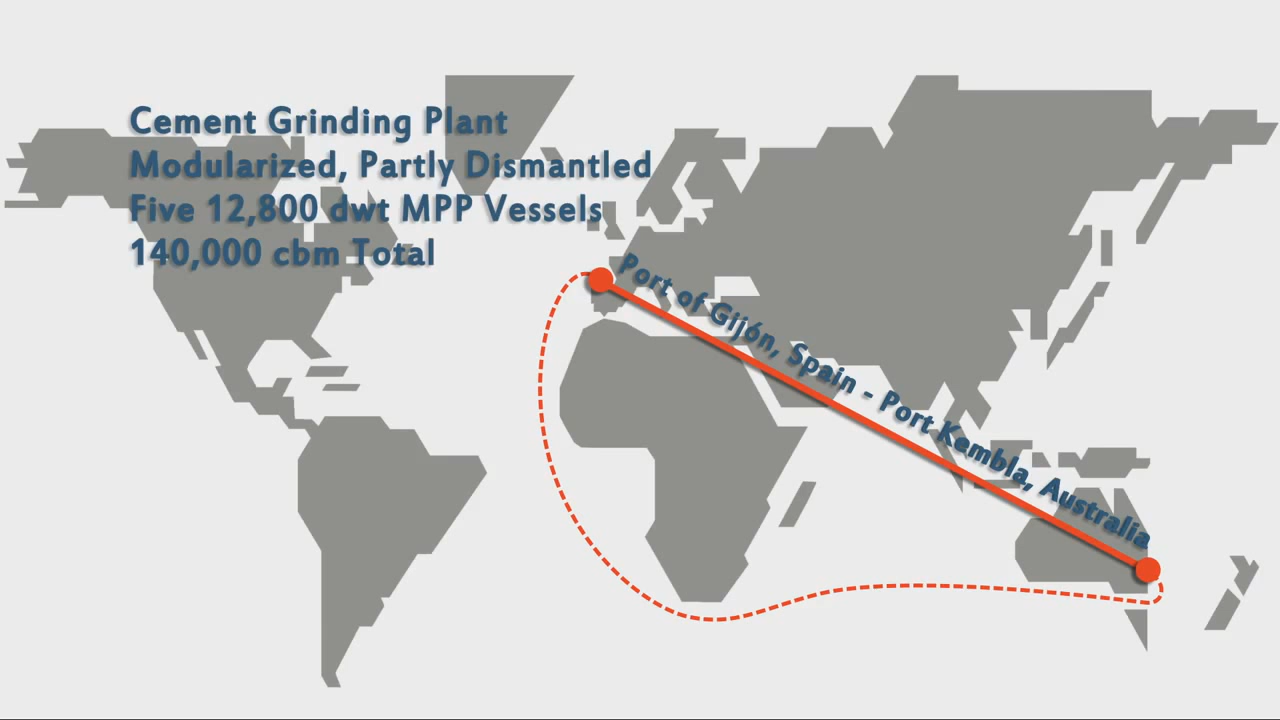 Cement Grinding Plant
Modularized, Partly Dismantled
Five 12,800 dwt MPP Vessels
140,000 cbm Total
Port of Gijón, Spain - Port Kembla, Australia